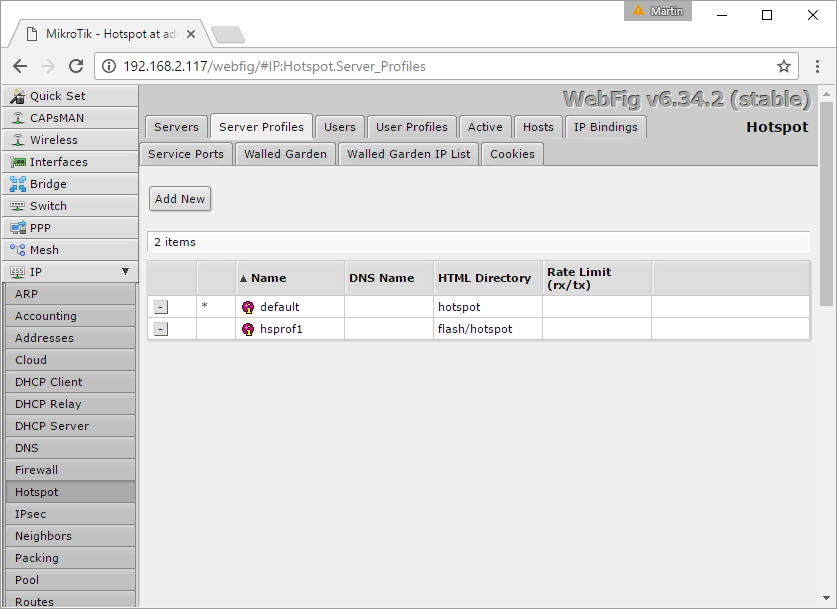 Martin
MikroTik - Hotspot at adm
192.168.2.117/webfig/#IP:Hotspot.Server_Profiles
Quick Set
CAPsMAN
Wireless
Interfaces
Bridge
Switch
PPP
Mesh
IP
ARP
Accounting
Addresses
Cloud
DHCP Client
DHCP Relay
DHCP Server
DNS
Firewall
Hotspot
IPsec
Neighbors
Packing
Pool
Routes
WebFig v6.34.2 (stable)
Servers Server Profiles Users User Profiles Active Hosts IP Bindings Hotspot
Service Ports Walled Garden Walled Garden IP List Cookies
Add New
2 items
▲ Name DNS Name HTML Directory Rate Limit (rx/tx)
- * default hotspot
- hsprof1 flash/hotspot